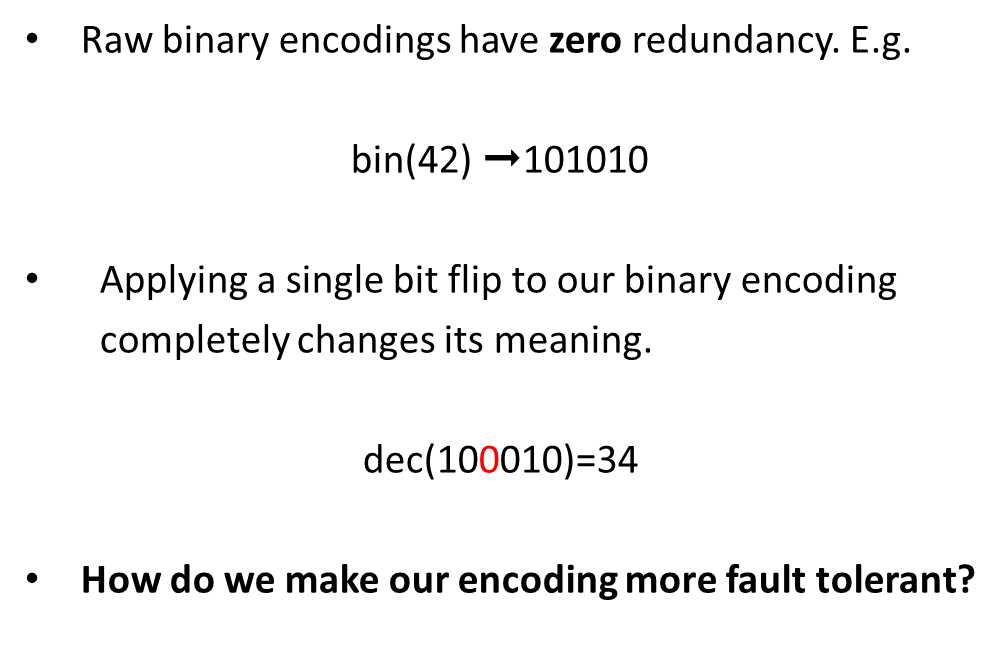 • Raw binary encodings have zero redundancy. E.g.
bin(42) ➞101010
• Applying a single bit flip to our binary encoding
completely changes its meaning.
dec(100010)=34
• How do we make our encoding more fault tolerant?